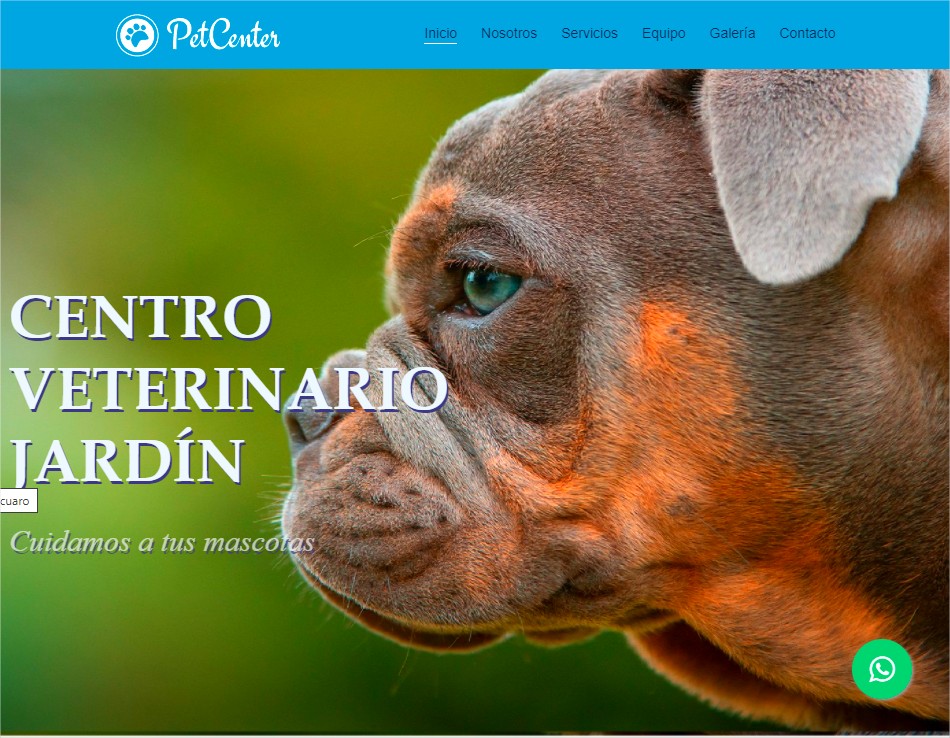 PetCenter
Inicio Nosotros Servicios Equipo Galería Contacto
CENTRO
VETERINARIO
JARDÍN
cuaro
Cuidamos a tus mascotas